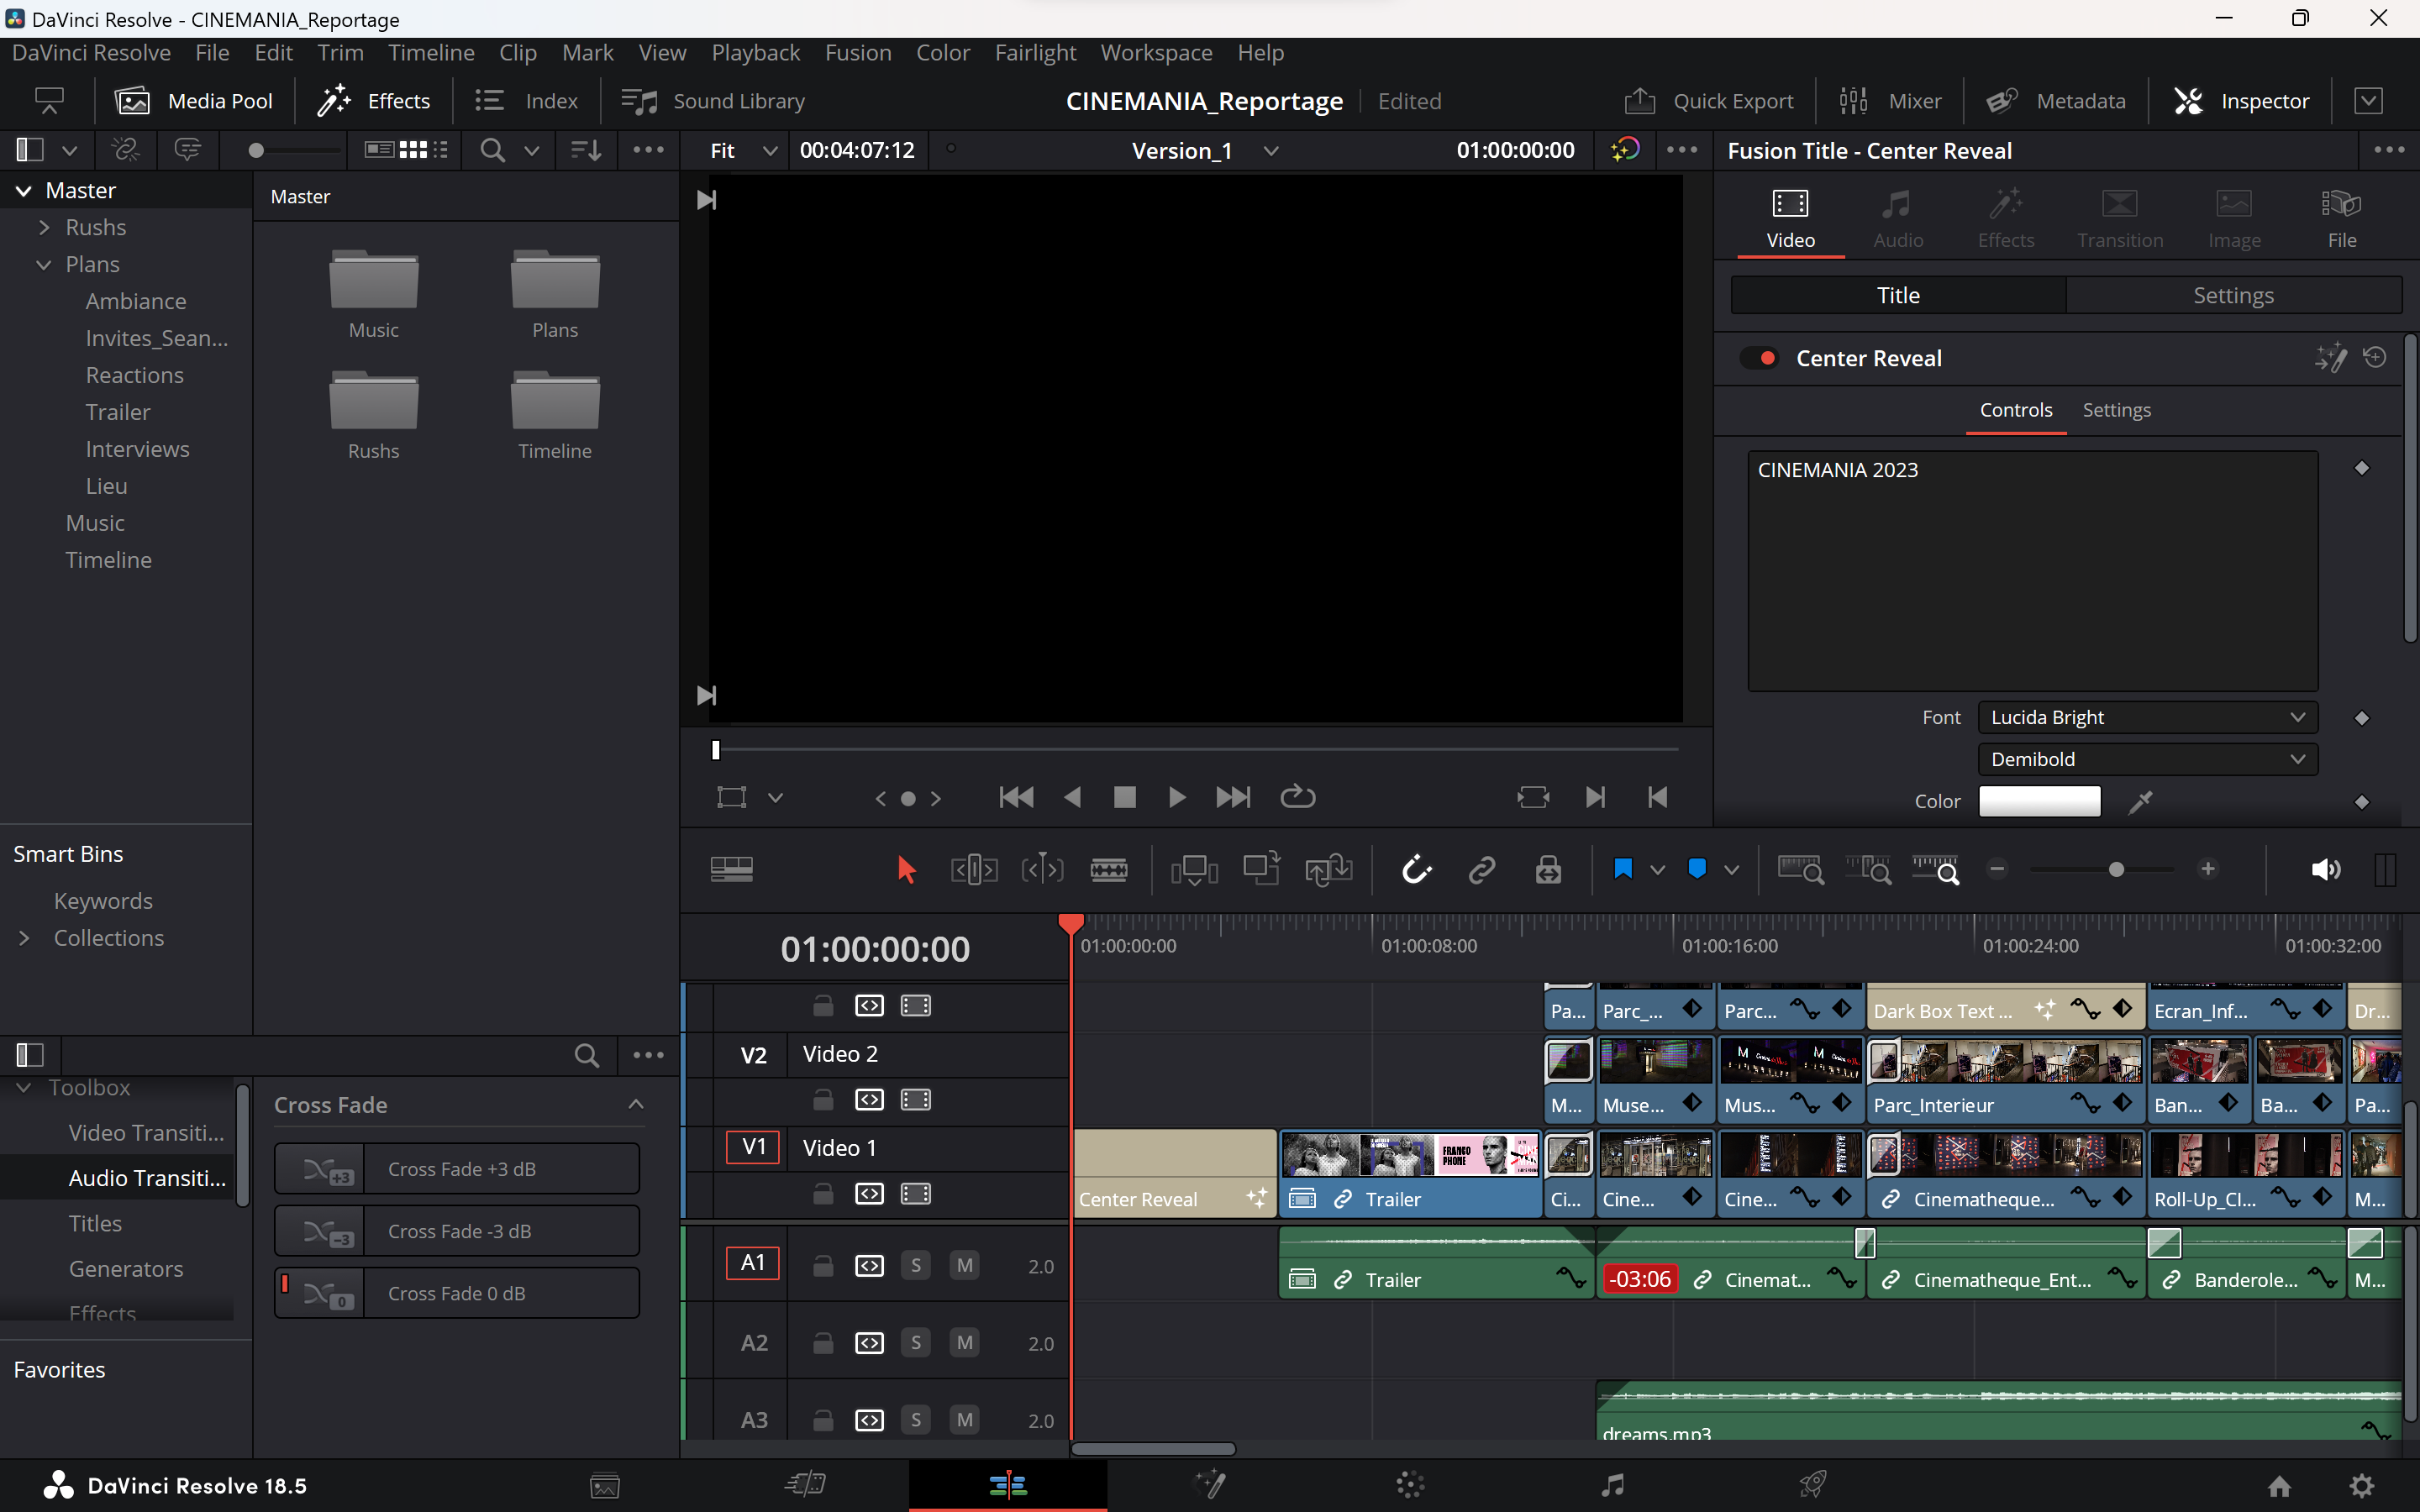 DaVinci Resolve - CINEMANIA_Reportage
DaVinci Resolve File Edit Trim Timeline Clip Mark View Playback Fusion Color Fairlight Workspace Help
Media Pool Effects Index Sound Library CINEMANIA_Reportage Edited Quick Export Mixer Metadata Inspector
Fit 00:04:07:12 Version_1 01:00:00:00 Fusion Title - Center Reveal
Master
Rushs
Plans
Ambiance
Invites_Sean...
Reactions
Trailer
Interviews
Lieu
Music
Timeline
Master
Music Plans
Rushs Timeline
Video Audio Effects Transition Image File
Title Settings
Center Reveal
Controls Settings
CINEMANIA 2023
Font Lucida Bright
Demibold
Color
Smart Bins
Keywords
Collections
Toolbox
Video Transiti...
Audio Transiti...
Titles
Generators
Effects
Favorites
Cross Fade
+3 Cross Fade +3 dB
-3 Cross Fade -3 dB
0 Cross Fade 0 dB
01:00:00:00 01:00:00:00 01:00:08:00 01:00:16:00 01:00:24:00 01:00:32:00
Pa... Parc_... Parc... Dark Box Text ... Ecran_Inf... Dr...
V2 Video 2
M... Muse... Mus... Parc_Interieur Ban... Ba... Pa...
V1 Video 1
FRANCO
PHONE
Center Reveal Trailer Ci... Cine... Cine... Cinematheque... Roll-Up_CI... M...
A1 S M 2.0 Trailer -03:06 Cinemat... Cinematheque_Ent... Banderole... M...
A2 S M 2.0
A3 S M 2.0 dreams.mp3
DaVinci Resolve 18.5